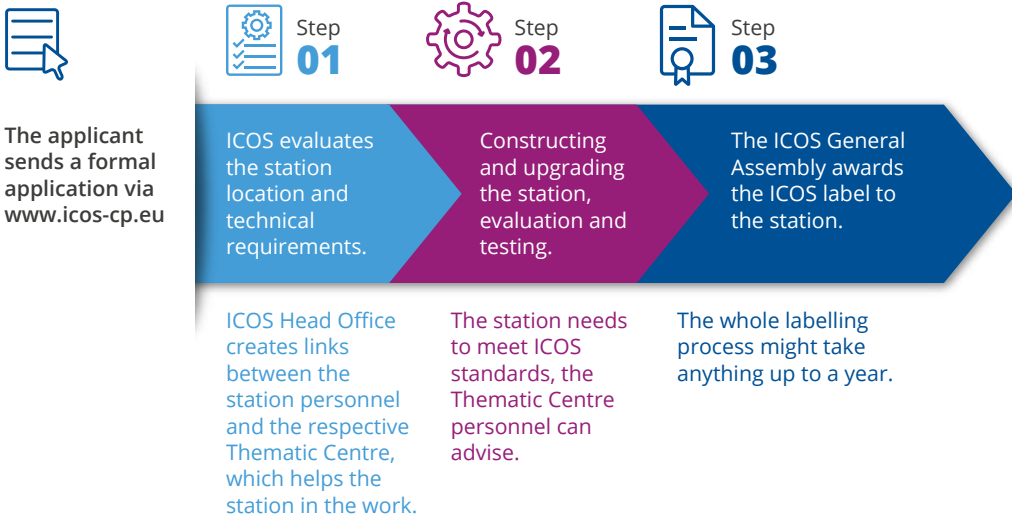 The applicant
sends a formal
application via
www.icos-cp.eu
Step
01
ICOS evaluates
the station
location and
technical
requirements.
ICOS Head Office
creates links
between the
station personnel
and the respective
Thematic Centre,
which helps the
station in the work.
Step
02
Constructing
and upgrading
the station,
evaluation and
testing.
The station needs
to meet ICOS
standards, the
Thematic Centre
personnel can
advise.
Step
03
The ICOS General
Assembly awards
the ICOS label to
the station.
The whole labelling
process might take
anything up to a year.